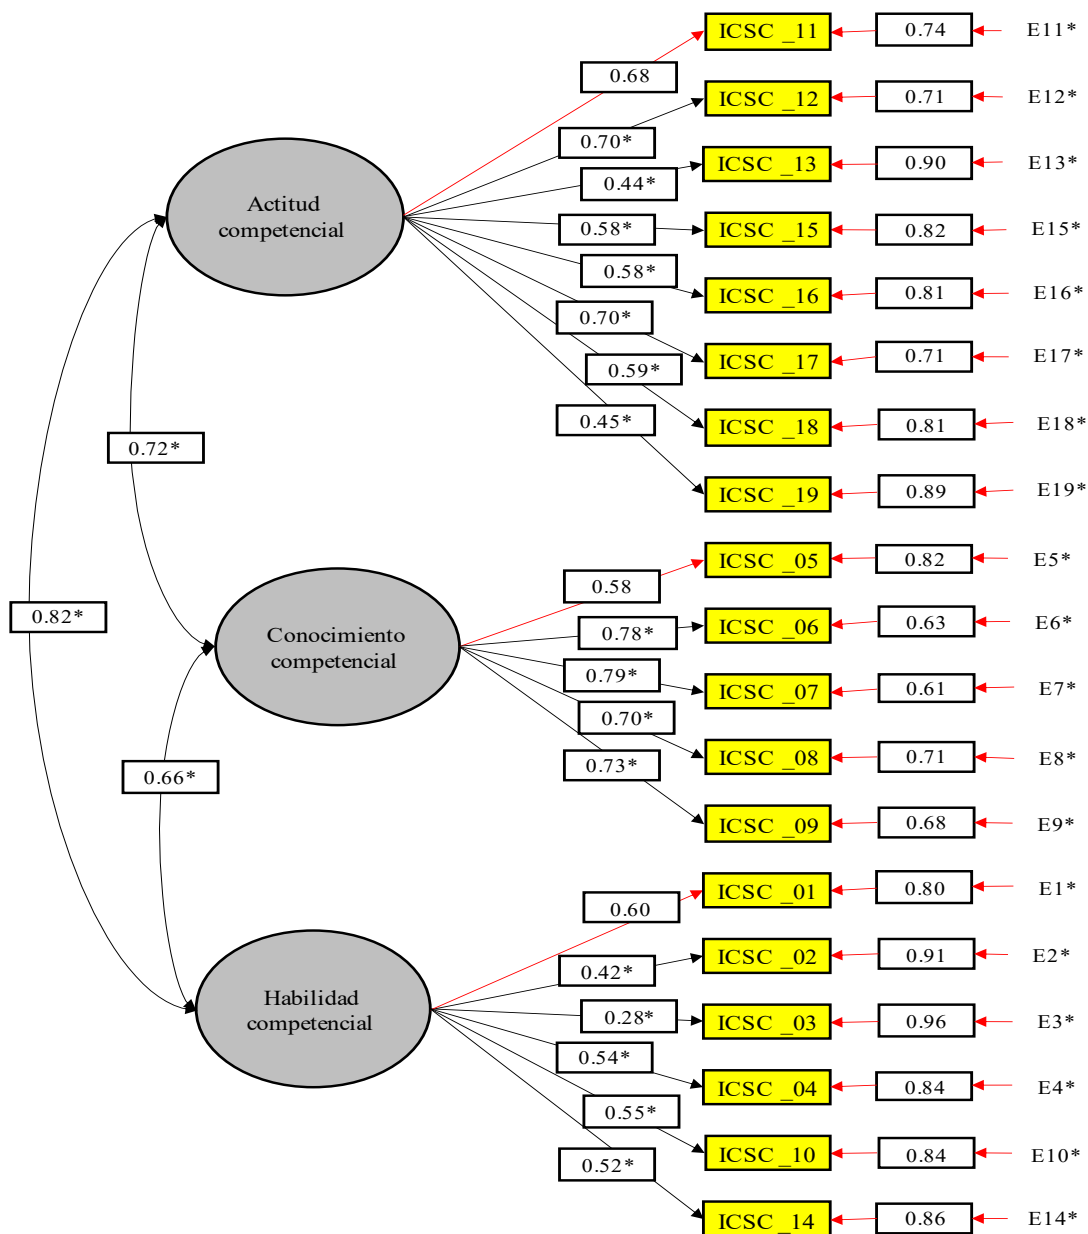 ICSC _11 0.74 E11*
0.68
ICSC _12 0.71 E12*
0.70*
ICSC _13 0.90 E13*
0.44*
Actitud
competencial
ICSC _15 0.82 E15*
0.58*
ICSC _16 0.81 E16*
0.58*
0.70*
ICSC _17 0.71 E17*
0.59*
ICSC _18 0.81 E18*
0.45*
0.72*
ICSC _19 0.89 E19*
ICSC _05 0.82 E5*
0.58
0.82*
ICSC _06 0.63 E6*
0.78*
Conocimiento
competencial
0.79*
ICSC _07 0.61 E7*
0.70*
ICSC _08 0.71 E8*
0.73*
0.66*
ICSC _09 0.68 E9*
ICSC _01 0.80 E1*
0.60
ICSC _02 0.91 E2*
0.42*
Habilidad
competencial
0.28*
ICSC _03 0.96 E3*
0.54*
ICSC _04 0.84 E4*
0.55*
ICSC _10 0.84 E10*
0.52*
ICSC _14 0.86 E14*